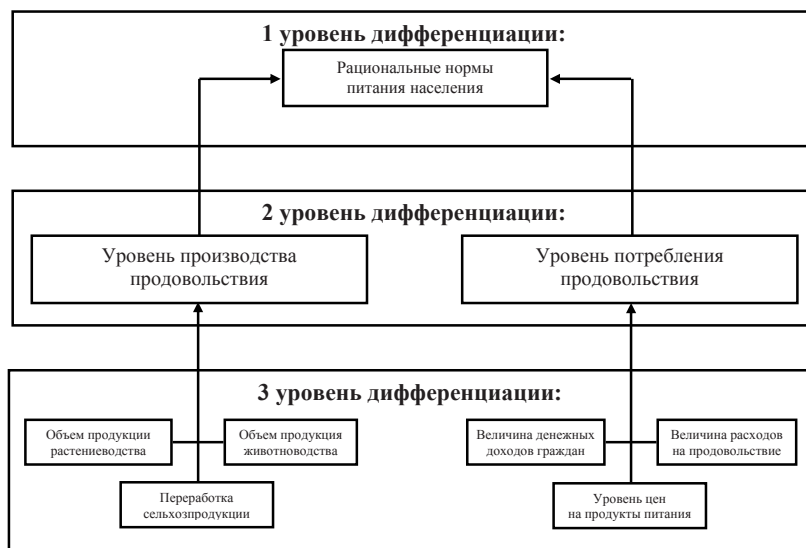 1 уровень дифференциации:
Рациональные нормы
питания населения
2 уровень дифференциации:
Уровень производства
продовольствия
Уровень потребления
продовольствия
3 уровень дифференциации:
Объем продукции
растениеводства
Объем продукция
животноводства
Величина денежных
доходов граждан
Величина расходов
на продовольствие
Переработка
сельхозпродукции
Уровень цен
на продукты питания